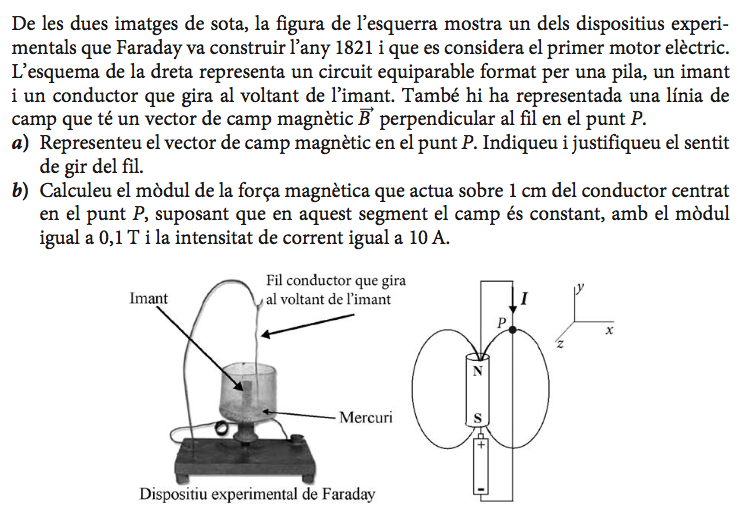 De les dues imatges de sota, la figura de l’esquerra mostra un dels dispositius experi-
mentals que Faraday va construir l’any 1821 i que es considera el primer motor elèctric.
L’esquema de la dreta representa un circuit equiparable format per una pila, un imant
i un conductor que gira al voltant de l’imant. També hi ha representada una línia de
camp que té un vector de camp magnètic B⃗ perpendicular al fil en el punt P.
a) Representeu el vector de camp magnètic en el punt P. Indiqueu i justifiqueu el sentit
de gir del fil.
b) Calculeu el mòdul de la força magnètica que actua sobre 1 cm del conductor centrat
en el punt P, suposant que en aquest segment el camp és constant, amb el mòdul
igual a 0,1 T i la intensitat de corrent igual a 10 A.
Fil conductor que gira
al voltant de l’imant
Imant
Mercuri
Dispositiu experimental de Faraday
I
P
N
S
+
-
y
x
z